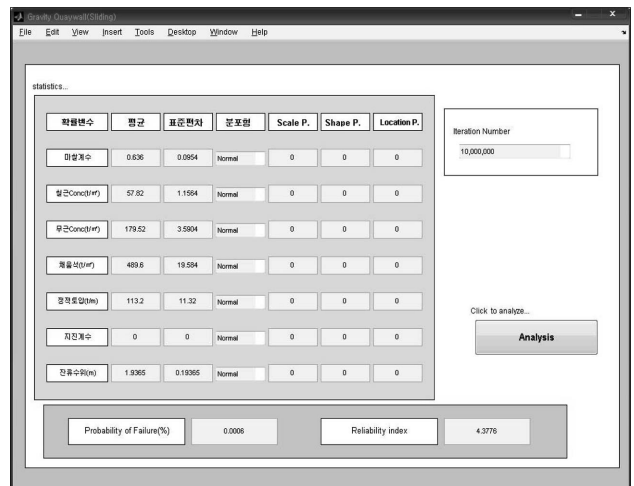 Gravity Quaywall(Sliding)
File Edit View Insert Tools Desktop Window Help
statistics...
확률변수 평균 표준편차 분포형 Scale P. Shape P. Location P.
마찰계수 0.636 0.0954 Normal 0 0 0
철근Conc(t/㎥) 57.82 1.1564 Normal 0 0 0
무근Conc(t/㎥) 179.52 3.5904 Normal 0 0 0
채움석(t/㎥) 489.6 19.584 Normal 0 0 0
정적토압(t/m) 113.2 11.32 Normal 0 0 0
지진계수 0 0 Normal 0 0 0
잔류수위(m) 1.9365 0.19365 Normal 0 0 0
Iteration Number
10,000,000
Click to analyze...
Analysis
Probability of Failure(%) 0.0006 Reliability index 4.3776